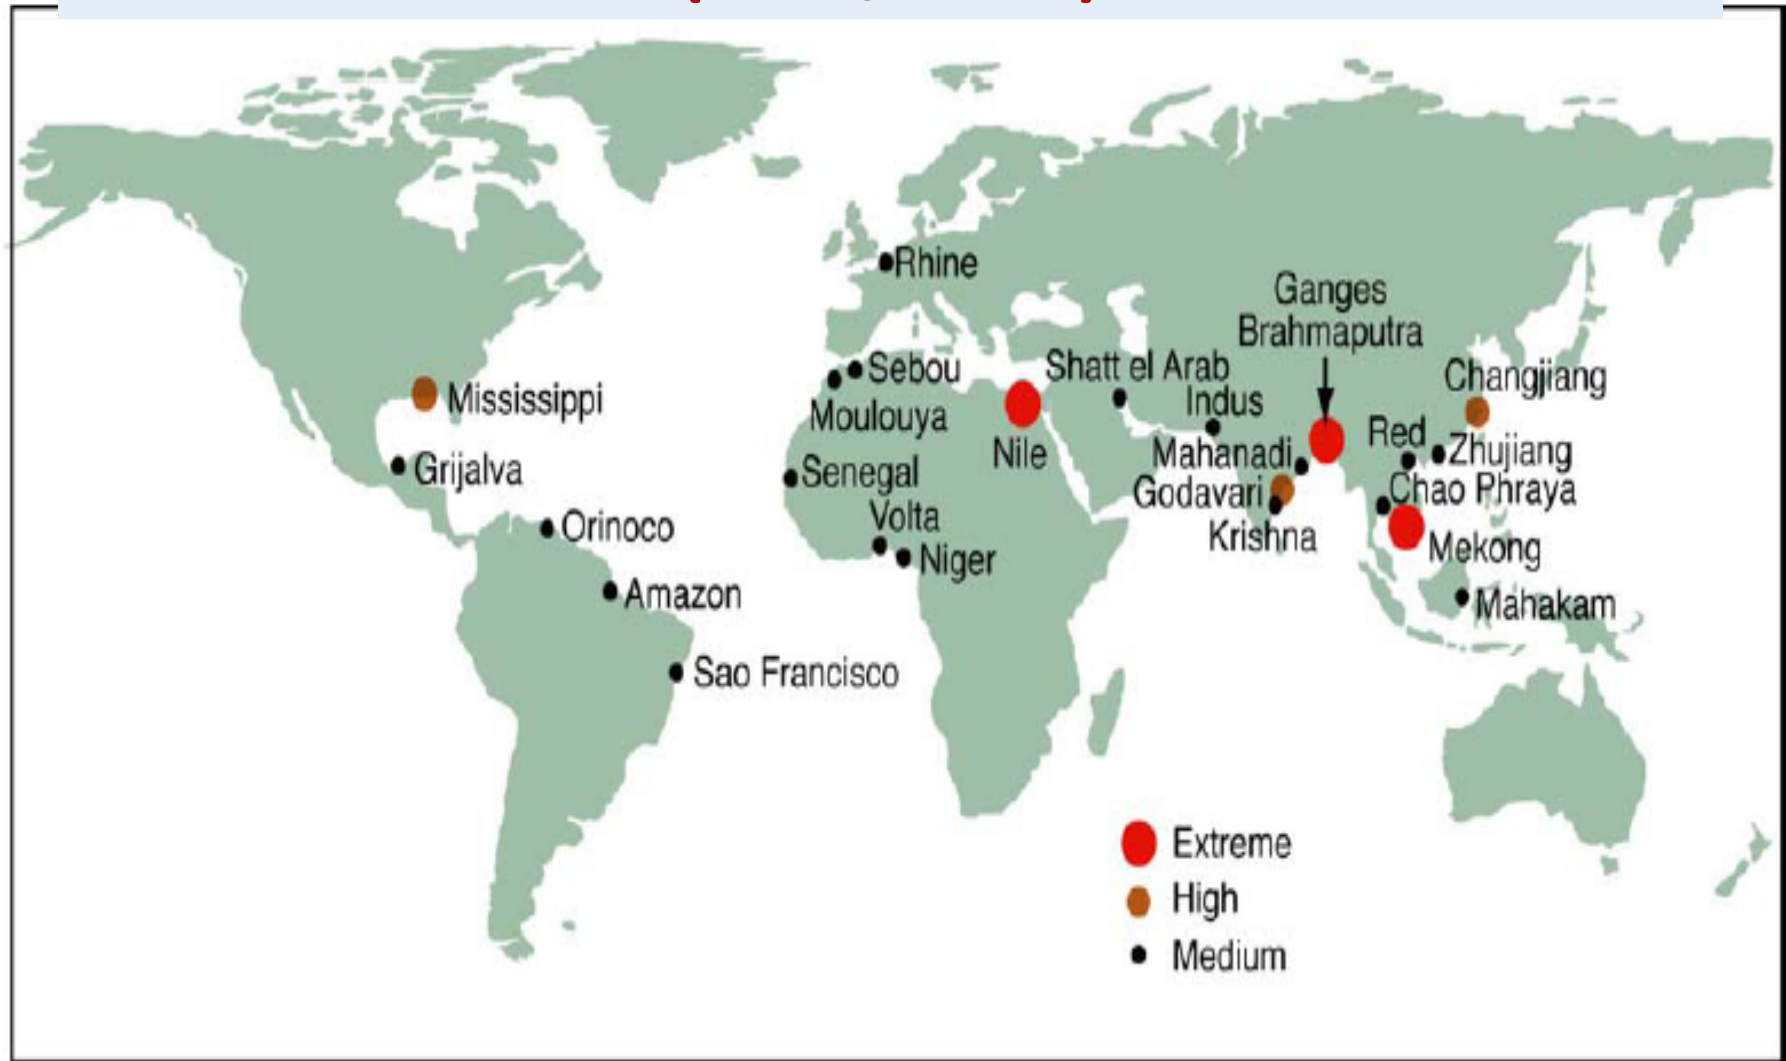 Rhine
Ganges
Brahmaputra
Sebou
Shatt el Arab
Changjiang
Mississippi
Moulouya
Indus
Nile
Red
Mahanadi
Zhujiang
Grijalva
Senegal
Godavari
Chao Phraya
Volta
Krishna
Orinoco
Niger
Mekong
Amazon
Mahakam
Sao Francisco
Extreme
High
Medium